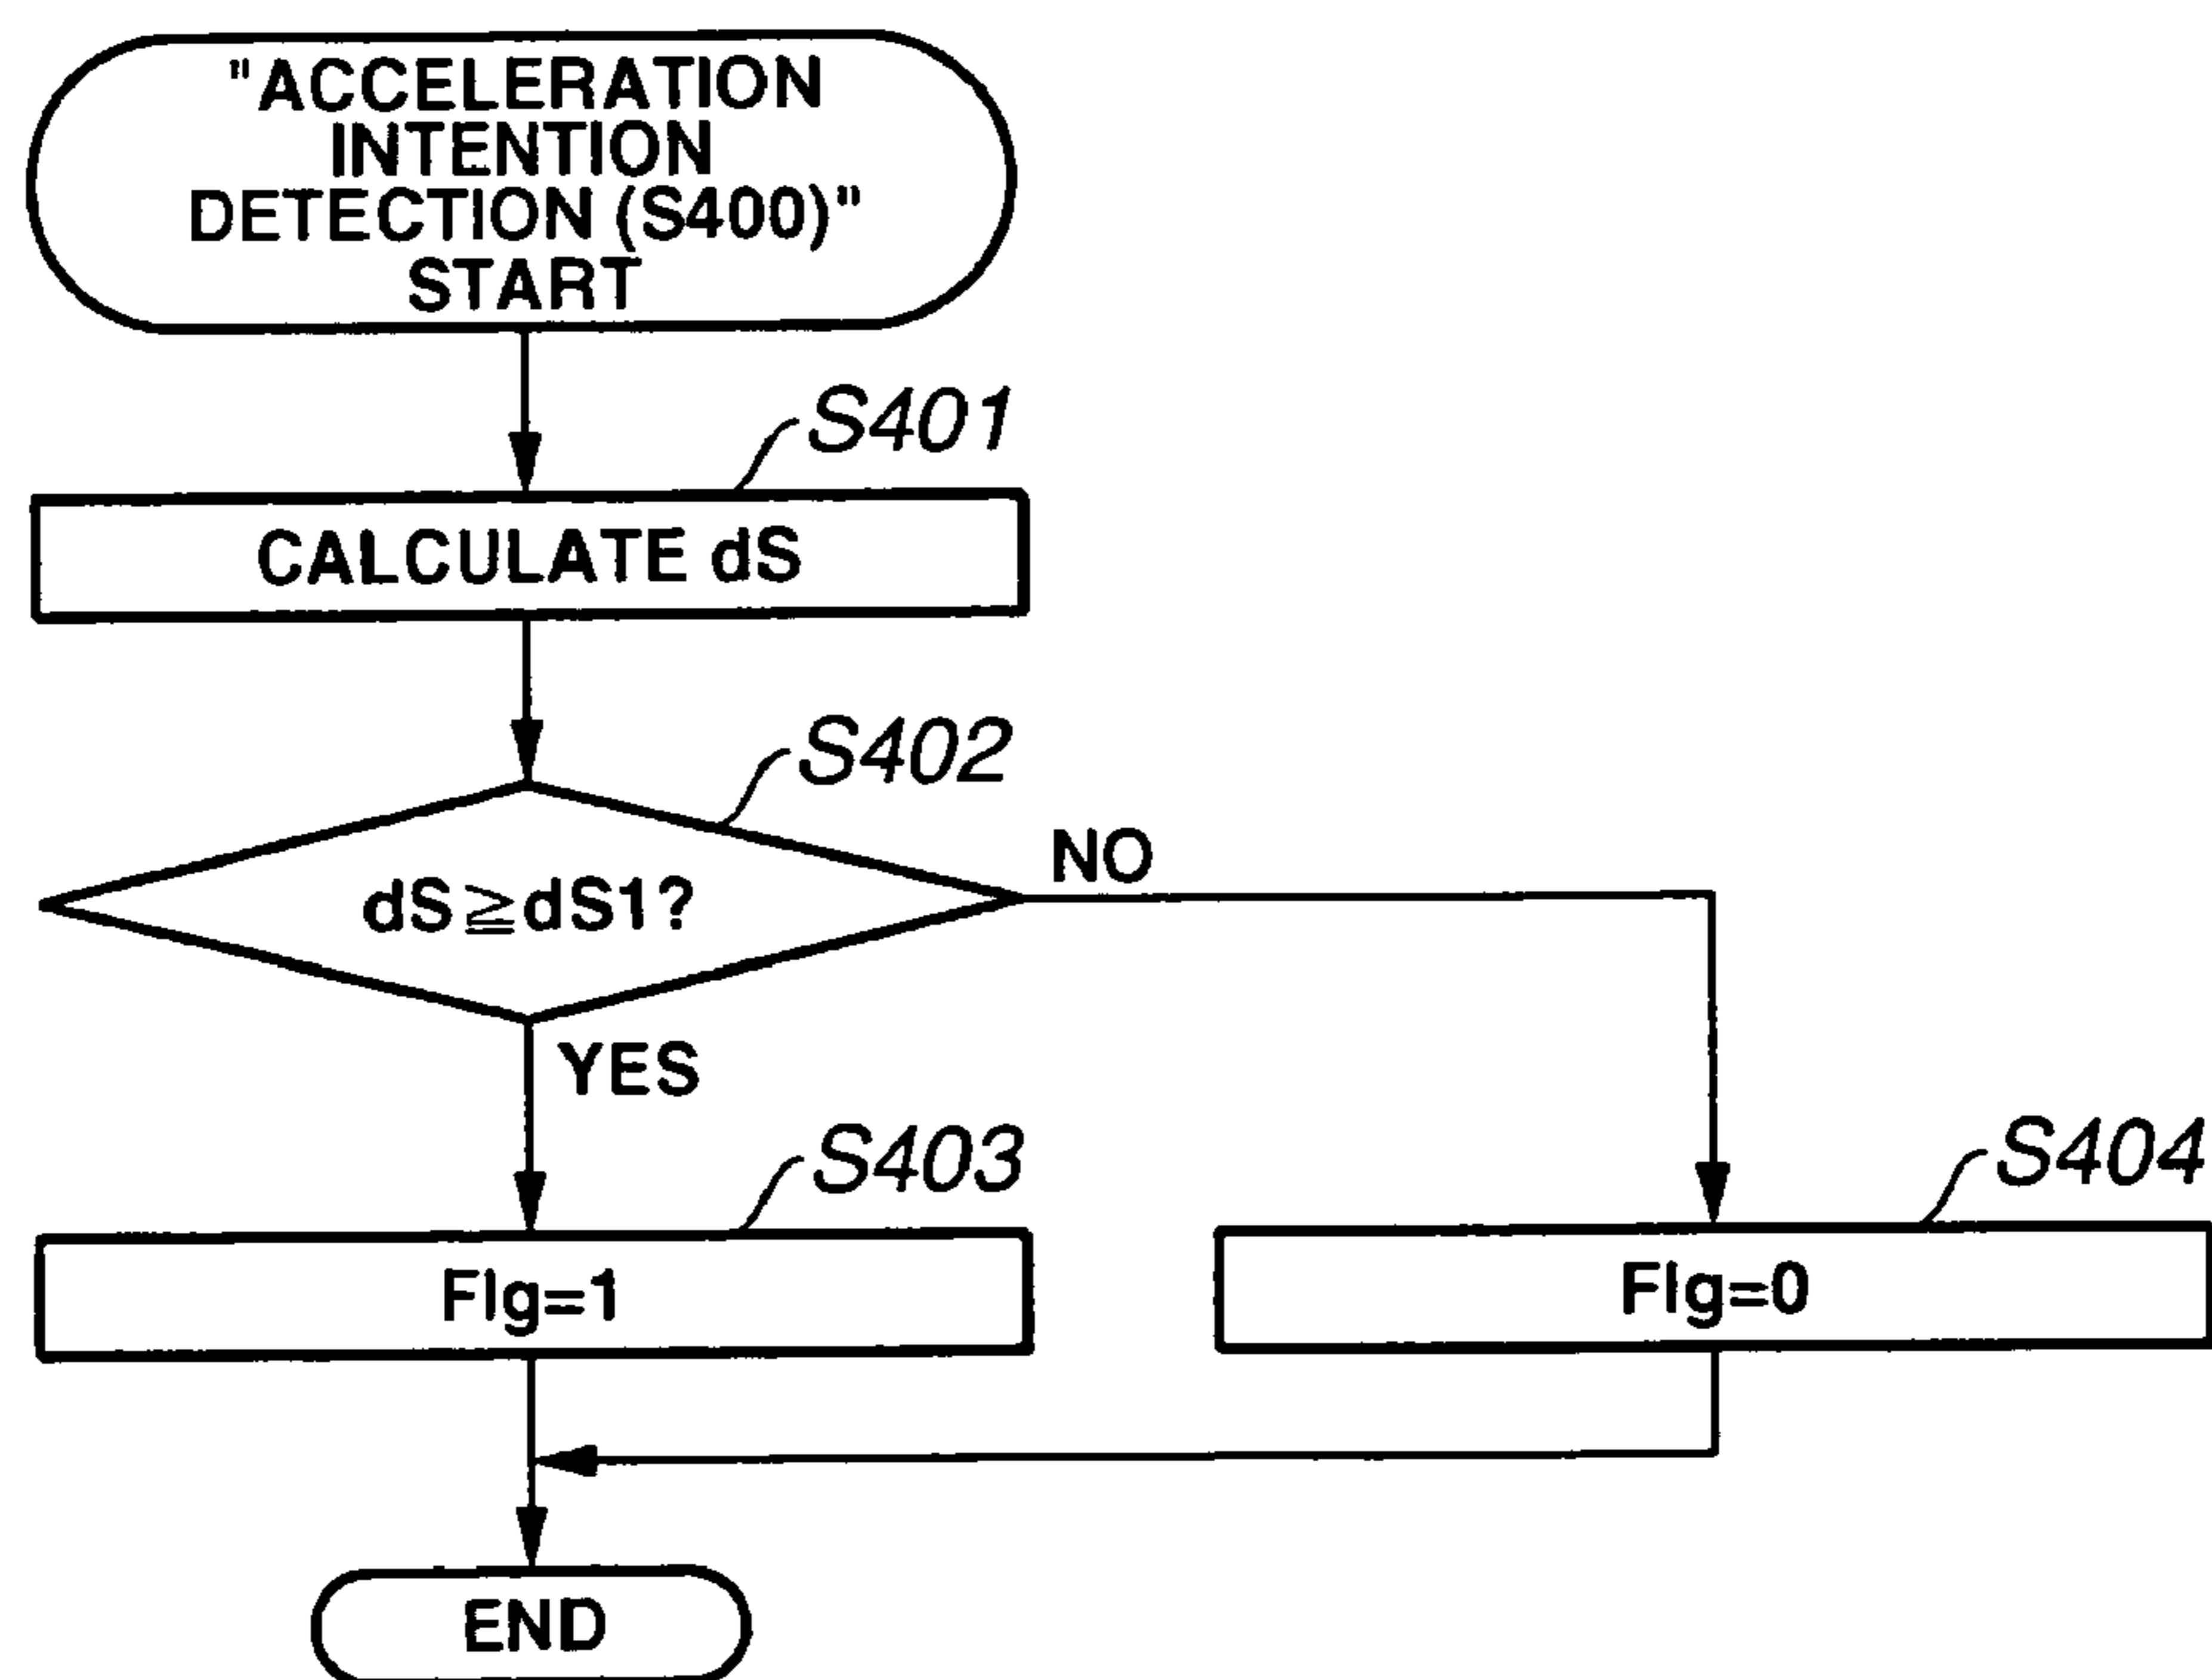 "ACCELERATION
INTENTION
DETECTION (S400)"
START
S401
CALCULATE dS
S402
dS≧dS1?
NO
YES
S403
Flg=1
S404
Flg=0
END